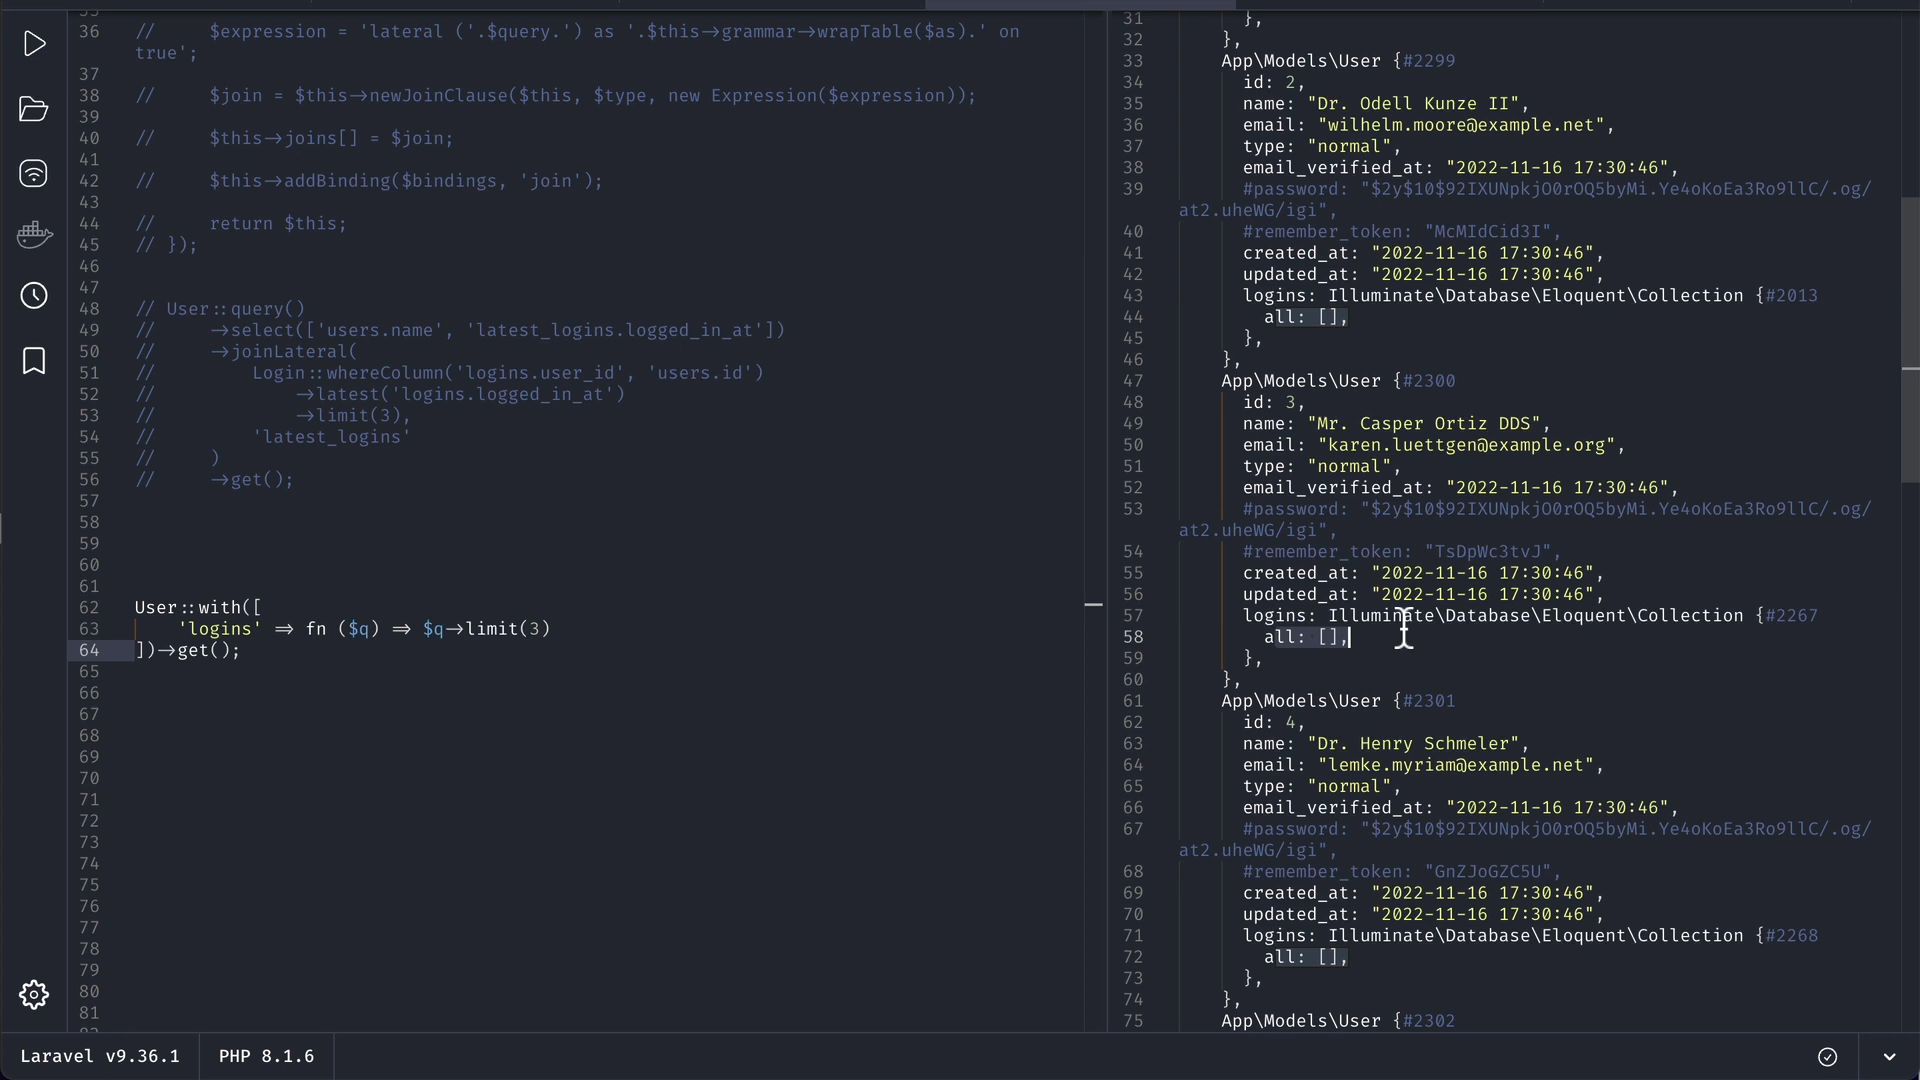 35
36 //     $expression = 'lateral ('.$query.') as '.$this->grammar->wrapTable($as).' on
true';
37
38 //     $join = $this->newJoinClause($this, $type, new Expression($expression));
39
40 //     $this->joins[] = $join;
41
42 //     $this->addBinding($bindings, 'join');
43
44 //     return $this;
45 // });
46
47
48 // User::query()
49 //     ->select(['users.name', 'latest_logins.logged_in_at'])
50 //     ->joinLateral(
51 //         Login::whereColumn('logins.user_id', 'users.id')
52 //             ->latest('logins.logged_in_at')
53 //             ->limit(3),
54 //         'latest_logins'
55 //     )
56 //     ->get();
57
58
59
60
61
62 User::with([
63     'logins' => fn ($q) => $q->limit(3)
64 ])->get();
65
66
67
68
69
70
71
72
73
74
75
76
77
78
79
80
81
31 },
32 },
33 App\Models\User {#2299
34 id: 2,
35 name: "Dr. Odell Kunze II",
36 email: "wilhelm.moore@example.net",
37 type: "normal",
38 email_verified_at: "2022-11-16 17:30:46",
39 #password: "$2y$10$92IXUNpkjO0rOQ5byMi.Ye4oKoEa3Ro9llC/.og/
at2.uheWG/igi",
40 #remember_token: "McMIdCid3I",
41 created_at: "2022-11-16 17:30:46",
42 updated_at: "2022-11-16 17:30:46",
43 logins: Illuminate\Database\Eloquent\Collection {#2013
44 all: [],
45 },
46 },
47 App\Models\User {#2300
48 id: 3,
49 name: "Mr. Casper Ortiz DDS",
50 email: "karen.luettgen@example.org",
51 type: "normal",
52 email_verified_at: "2022-11-16 17:30:46",
53 #password: "$2y$10$92IXUNpkjO0rOQ5byMi.Ye4oKoEa3Ro9llC/.og/
at2.uheWG/igi",
54 #remember_token: "TsDpWc3tvJ",
55 created_at: "2022-11-16 17:30:46",
56 updated_at: "2022-11-16 17:30:46",
57 logins: Illuminate\Database\Eloquent\Collection {#2267
58 all: [],
59 },
60 },
61 App\Models\User {#2301
62 id: 4,
63 name: "Dr. Henry Schmeler",
64 email: "lemke.myriam@example.net",
65 type: "normal",
66 email_verified_at: "2022-11-16 17:30:46",
67 #password: "$2y$10$92IXUNpkjO0rOQ5byMi.Ye4oKoEa3Ro9llC/.og/
at2.uheWG/igi",
68 #remember_token: "GnZJoGZC5U",
69 created_at: "2022-11-16 17:30:46",
70 updated_at: "2022-11-16 17:30:46",
71 logins: Illuminate\Database\Eloquent\Collection {#2268
72 all: [],
73 },
74 },
75 App\Models\User {#2302
Laravel v9.36.1
PHP 8.1.6